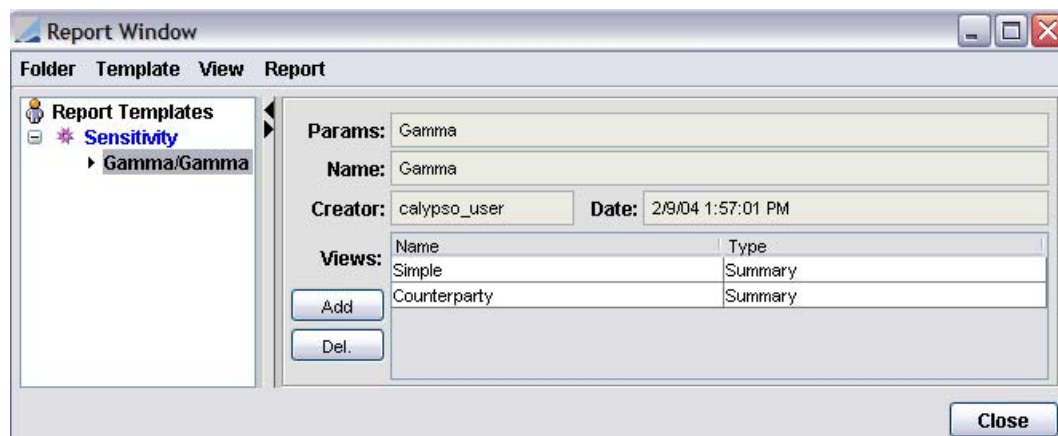 Report Window
Folder Template View Report
Report Templates
Sensitivity
Gamma/Gamma
Params: Gamma
Name: Gamma
Creator: calypso_user Date: 2/9/04 1:57:01 PM
Views:
Name Type
Simple Summary
Counterparty Summary
Add
Del.
Close